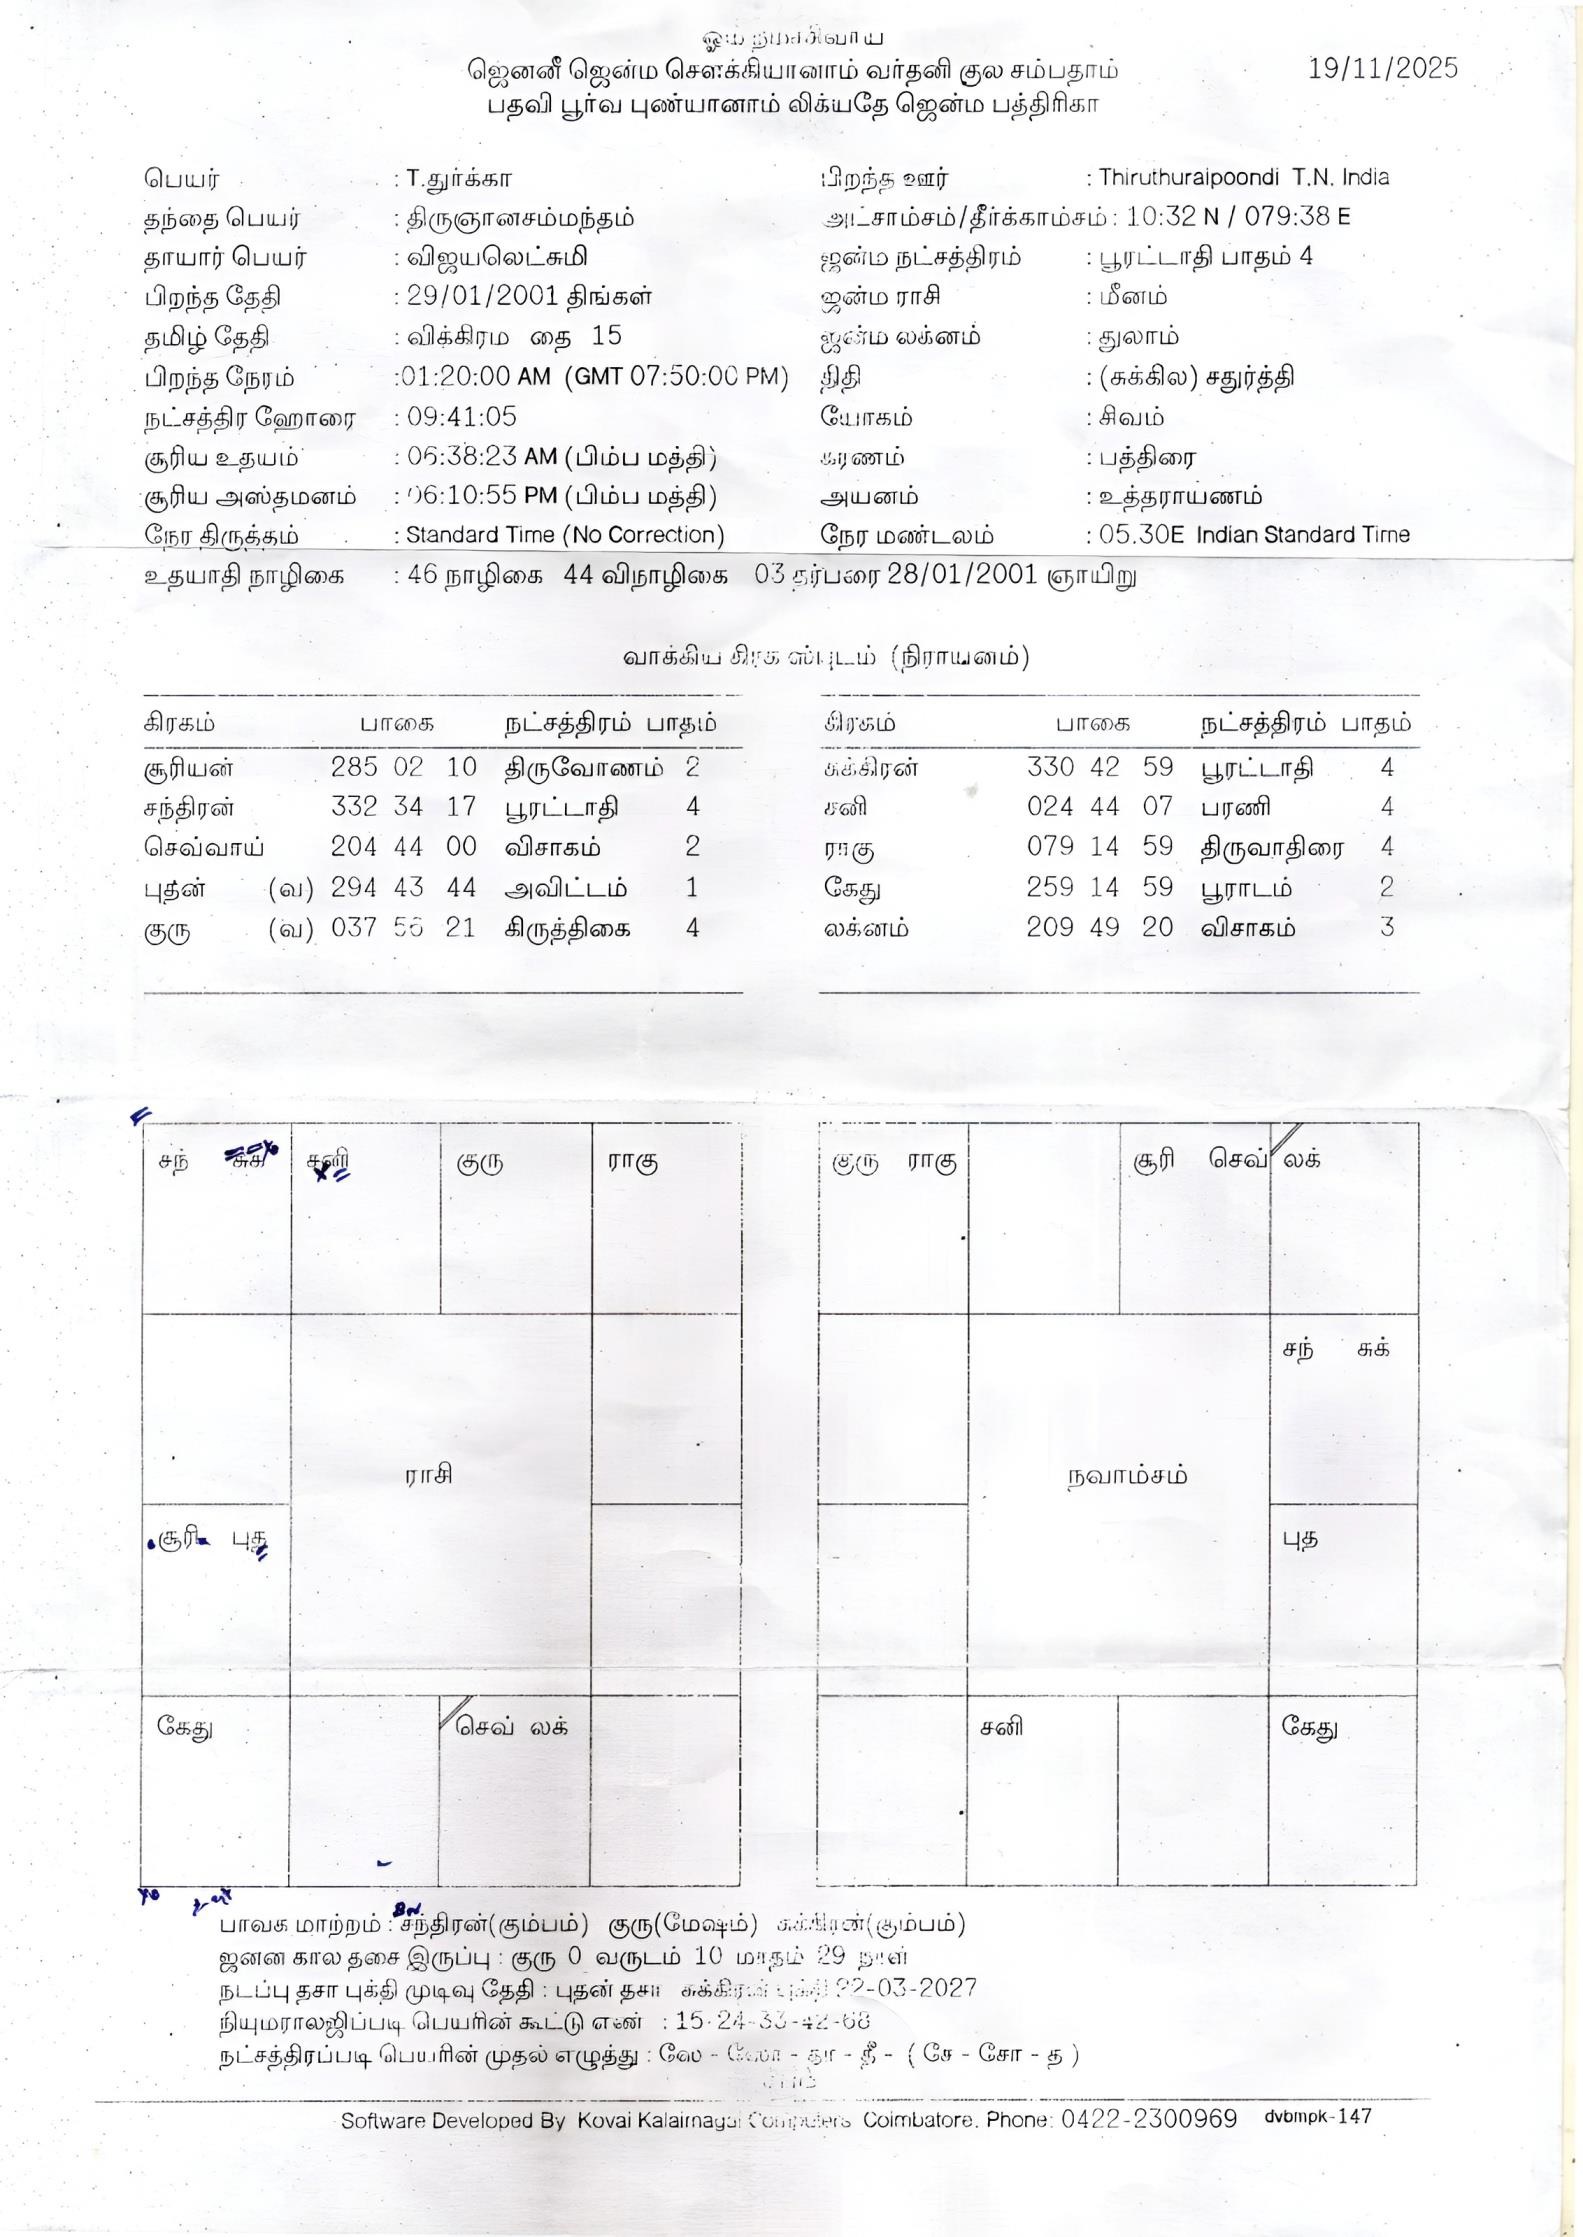 ஓம் நமசிவாய
ஜெனனீ ஜென்ம சௌக்கியானாம் வர்தனி குல சம்பதாம் 19/11/2025
பதவி பூர்வ புண்யானாம் லிக்யதே ஜென்ம பத்திரிகா
பெயர் : T.துர்க்கா பிறந்த ஊர் : Thiruthuraipoondi T.N. India
தந்தை பெயர் : திருஞானசம்மந்தம் அட்சாம்சம்/தீர்க்காம்சம் : 10:32 N / 079:38 E
தாயார் பெயர் : விஜயலெட்சுமி ஜன்ம நட்சத்திரம் : பூரட்டாதி பாதம் 4
பிறந்த தேதி : 29/01/2001 திங்கள் ஜன்ம ராசி : மீனம்
தமிழ் தேதி : விக்கிரம தை 15 ஜன்ம லக்னம் : துலாம்
பிறந்த நேரம் :01:20:00 AM (GMT 07:50:00 PM) திதி : (சுக்கில) சதுர்த்தி
நட்சத்திர ஹோரை : 09:41:05 யோகம் : சிவம்
சூரிய உதயம் : 06:38:23 AM (பிம்ப மத்தி) கரணம் : பத்திரை
சூரிய அஸ்தமனம் : 06:10:55 PM (பிம்ப மத்தி) அயனம் : உத்தராயணம்
நேர திருத்தம் : Standard Time (No Correction) நேர மண்டலம் : 05.30E Indian Standard Time
உதயாதி நாழிகை : 46 நாழிகை 44 விநாழிகை 03 தர்பரை 28/01/2001 ஞாயிறு
வாக்கிய கிரக ஸ்புடம் (நிராயனம்)
கிரகம் பாகை நட்சத்திரம் பாதம் கிரகம் பாகை நட்சத்திரம் பாதம்
சூரியன் 285 02 10 திருவோணம் 2 சுக்கிரன் 330 42 59 பூரட்டாதி 4
சந்திரன் 332 34 17 பூரட்டாதி 4 சனி 024 44 07 பரணி 4
செவ்வாய் 204 44 00 விசாகம் 2 ராகு 079 14 59 திருவாதிரை 4
புதன் (வ) 294 43 44 அவிட்டம் 1 கேது 259 14 59 பூராடம் 2
குரு (வ) 037 56 21 கிருத்திகை 4 லக்னம் 209 49 20 விசாகம் 3
சந் சுக் சனி குரு ராகு குரு ராகு சூரி செவ் லக்
சந் சுக்
ராசி நவாம்சம்
சூரி புத புத
கேது செவ் லக் சனி கேது
பாவக மாற்றம் : சந்திரன்(கும்பம்) குரு(மேஷம்) சுக்கிரன்(கும்பம்)
ஜனன கால தசை இருப்பு : குரு 0 வருடம் 10 மாதம் 29 நாள்
நடப்பு தசா புக்தி முடிவு தேதி : புதன் தசா சுக்கிரன் புக்தி 22-03-2027
நியுமராலஜிப்படி பெயரின் கூட்டு எண் : 15-24-33-42-68
நட்சத்திரப்படி பெயரின் முதல் எழுத்து : ஸே - ஸோ - தா - தீ - ( சே - சோ - த )
சுபம்
Software Developed By Kovai Kalaimagal Computers Coimbatore. Phone: 0422-2300969 dvbmpk-147